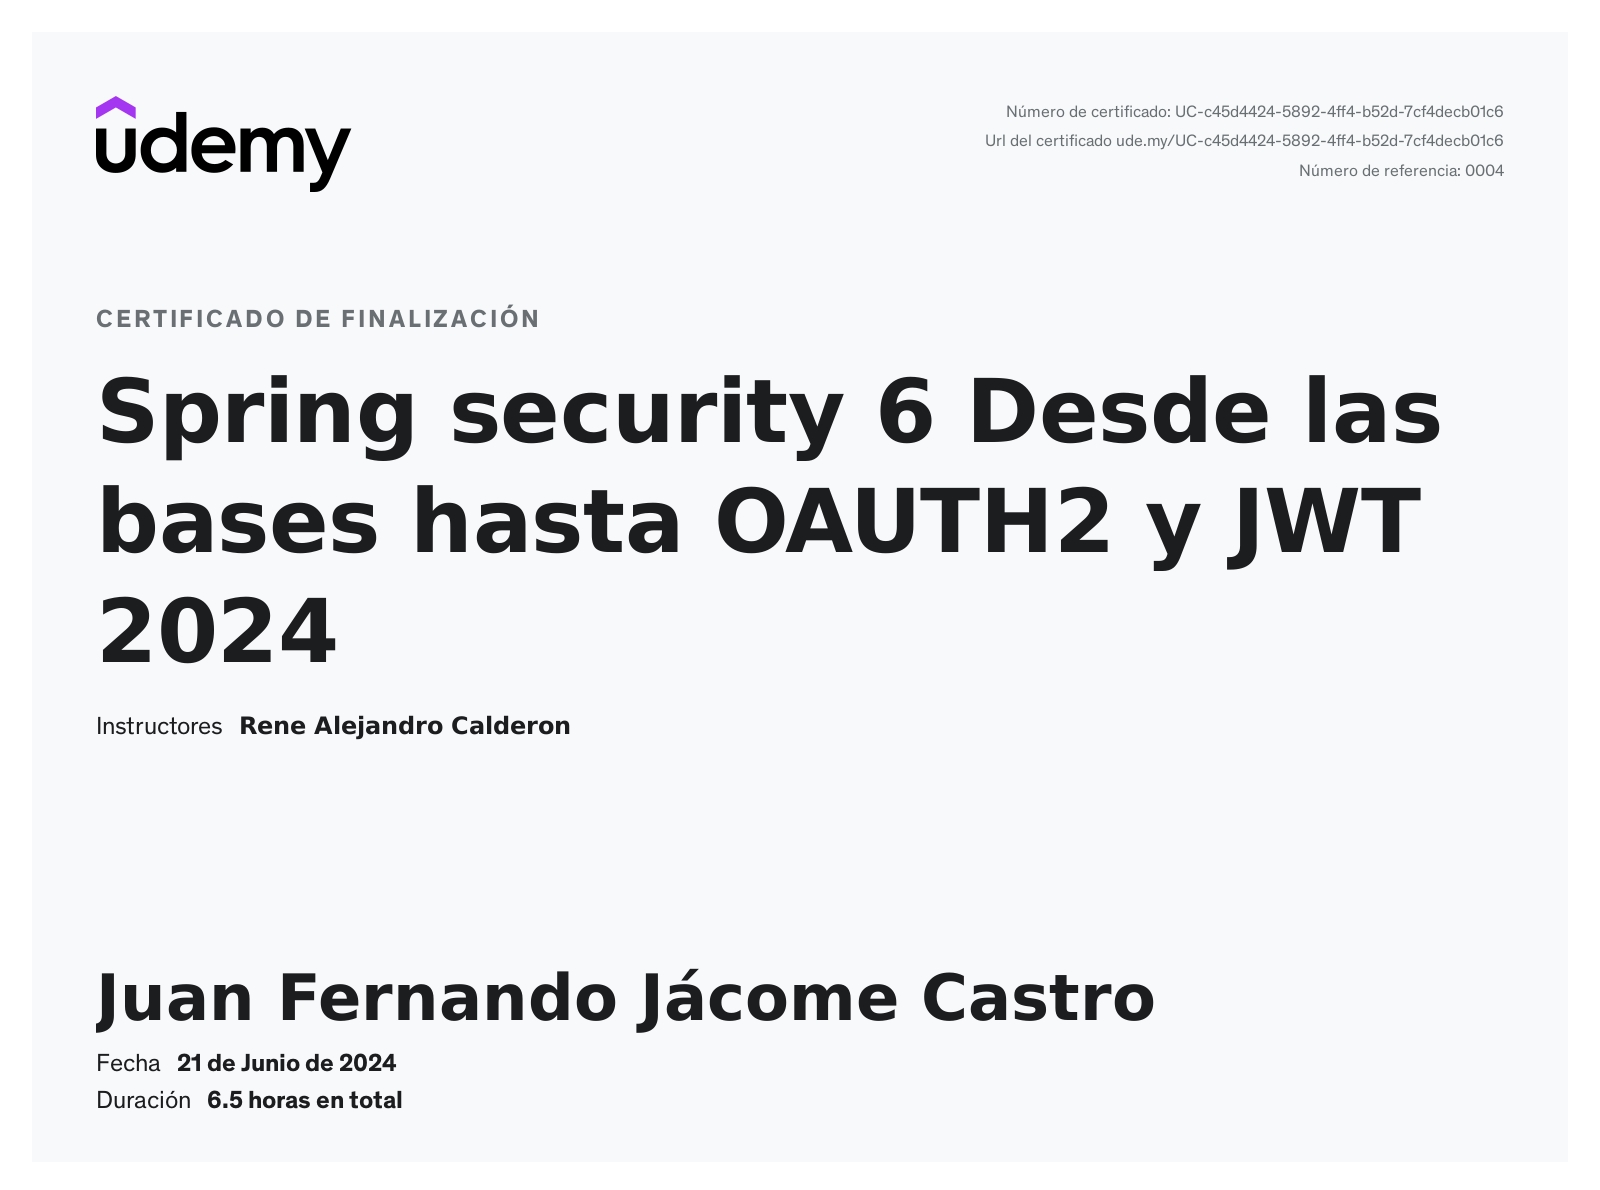 udemy
Número de certificado: UC-c45d4424-5892-4ff4-b52d-7cf4decb01c6
Url del certificado ude.my/UC-c45d4424-5892-4ff4-b52d-7cf4decb01c6
Número de referencia: 0004
CERTIFICADO DE FINALIZACIÓN
Spring security 6 Desde las
bases hasta OAUTH2 y JWT
2024
Instructores Rene Alejandro Calderon
Juan Fernando Jácome Castro
Fecha 21 de Junio de 2024
Duración 6.5 horas en total